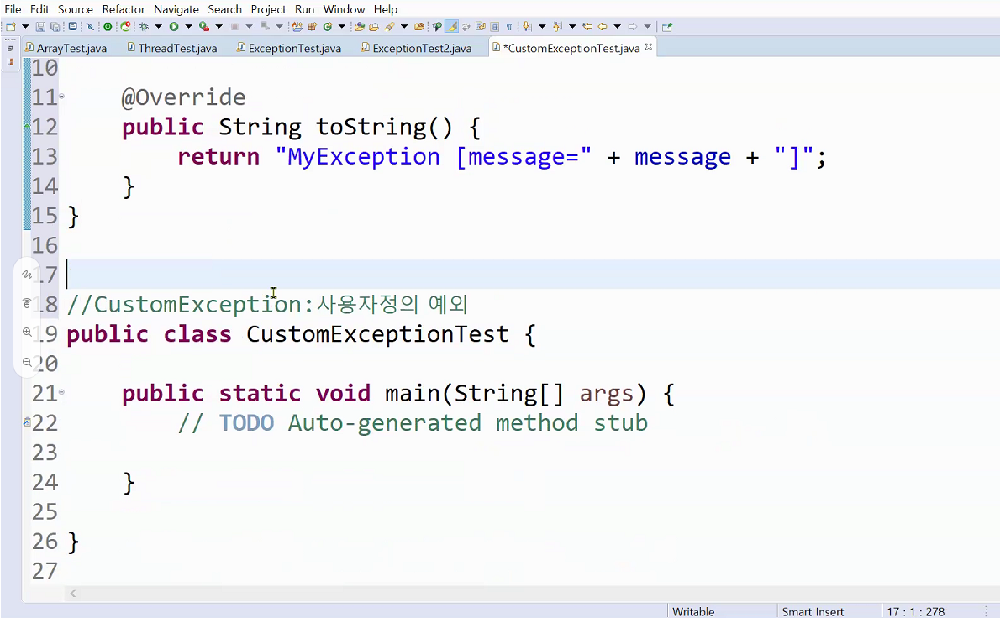 File Edit Source Refactor Navigate Search Project Run Window Help
ArrayTest.java ThreadTest.java ExceptionTest.java ExceptionTest2.java *CustomExceptionTest.java
10
11 @Override
12 public String toString() {
13 return "MyException [message=" + message + "]";
14 }
15 }
16
17
18 //CustomException:사용자정의 예외
19 public class CustomExceptionTest {
20
21 public static void main(String[] args) {
22 // TODO Auto-generated method stub
23
24 }
25
26 }
27
Writable Smart Insert 17 : 1 : 278